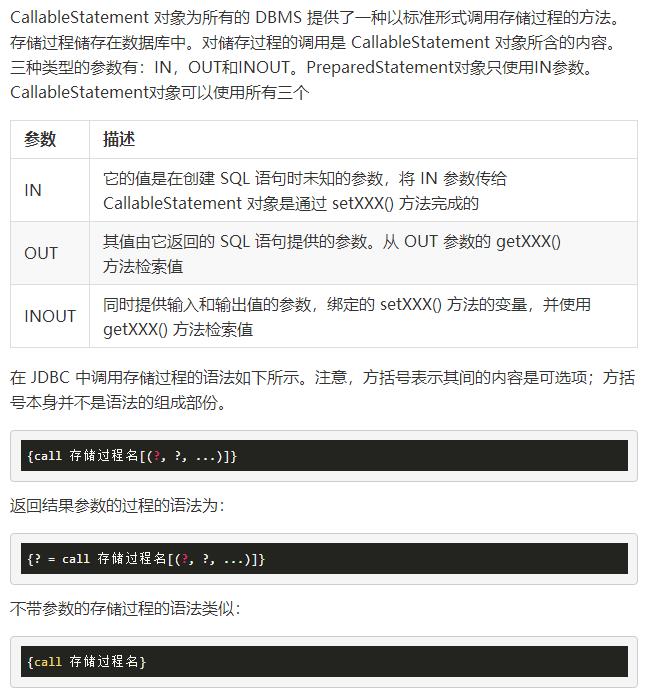 CallableStatement 对象为所有的 DBMS 提供了一种以标准形式调用存储过程的方法。
存储过程储存在数据库中。对储存过程的调用是 CallableStatement 对象所含的内容。
三种类型的参数有：IN，OUT和INOUT。PreparedStatement对象只使用IN参数。
CallableStatement对象可以使用所有三个
参数 描述
IN
它的值是在创建 SQL 语句时未知的参数，将 IN 参数传给
CallableStatement 对象是通过 setXXX() 方法完成的
OUT
其值由它返回的 SQL 语句提供的参数。从 OUT 参数的 getXXX()
方法检索值
INOUT
同时提供输入和输出值的参数，绑定的 setXXX() 方法的变量，并使用
getXXX() 方法检索值
在 JDBC 中调用存储过程的语法如下所示。注意，方括号表示其间的内容是可选项；方括
号本身并不是语法的组成部份。
{call 存储过程名[(?, ?, ...)]}
返回结果参数的过程的语法为：
{? = call 存储过程名[(?, ?, ...)]}
不带参数的存储过程的语法类似：
{call 存储过程名}